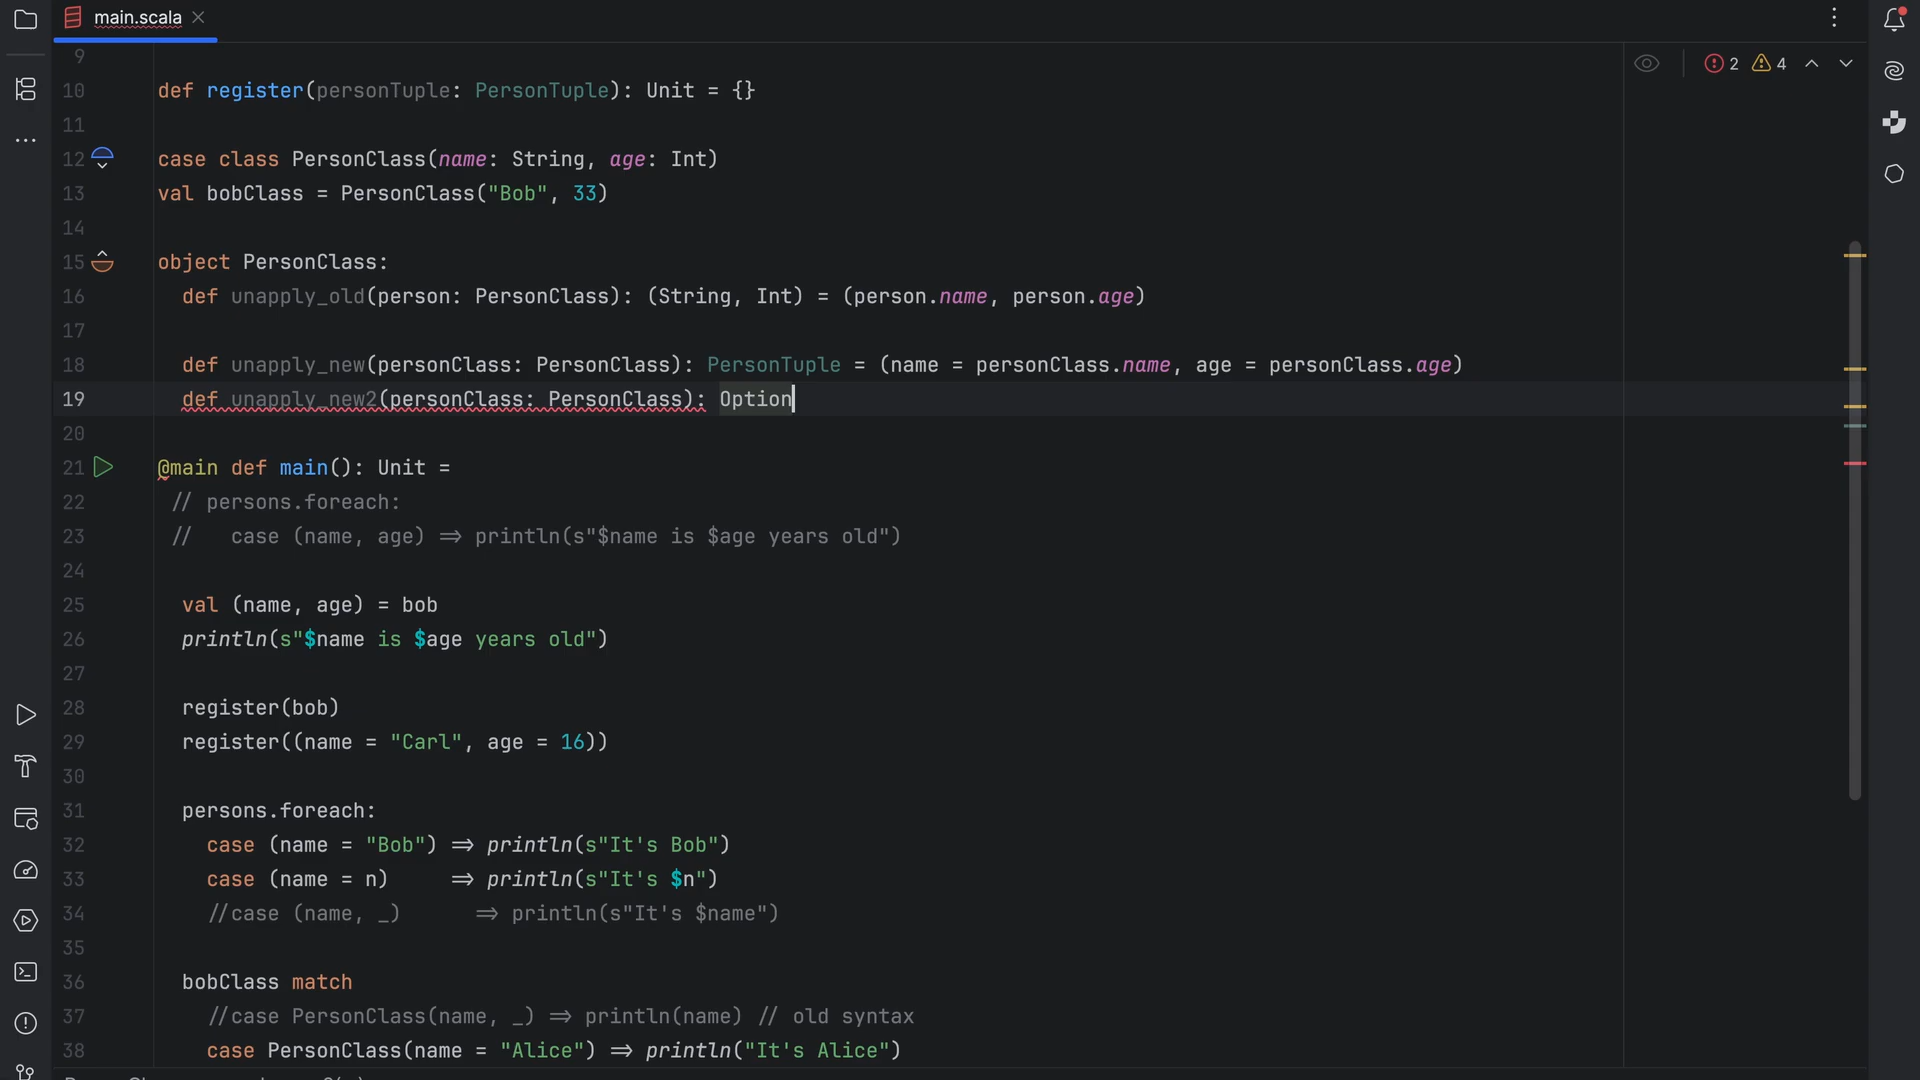 main.scala
2 4
9
10 def register(personTuple: PersonTuple): Unit = {}
11
12 case class PersonClass(name: String, age: Int)
13 val bobClass = PersonClass("Bob", 33)
14
15 object PersonClass:
16 def unapply_old(person: PersonClass): (String, Int) = (person.name, person.age)
17
18 def unapply_new(personClass: PersonClass): PersonTuple = (name = personClass.name, age = personClass.age)
19 def unapply_new2(personClass: PersonClass): Option
20
21 @main def main(): Unit =
22 // persons.foreach:
23 // case (name, age) => println(s"$name is $age years old")
24
25 val (name, age) = bob
26 println(s"$name is $age years old")
27
28 register(bob)
29 register((name = "Carl", age = 16))
30
31 persons.foreach:
32 case (name = "Bob") => println(s"It's Bob")
33 case (name = n) => println(s"It's $n")
34 //case (name, _) => println(s"It's $name")
35
36 bobClass match
37 //case PersonClass(name, _) => println(name) // old syntax
38 case PersonClass(name = "Alice") => println("It's Alice")